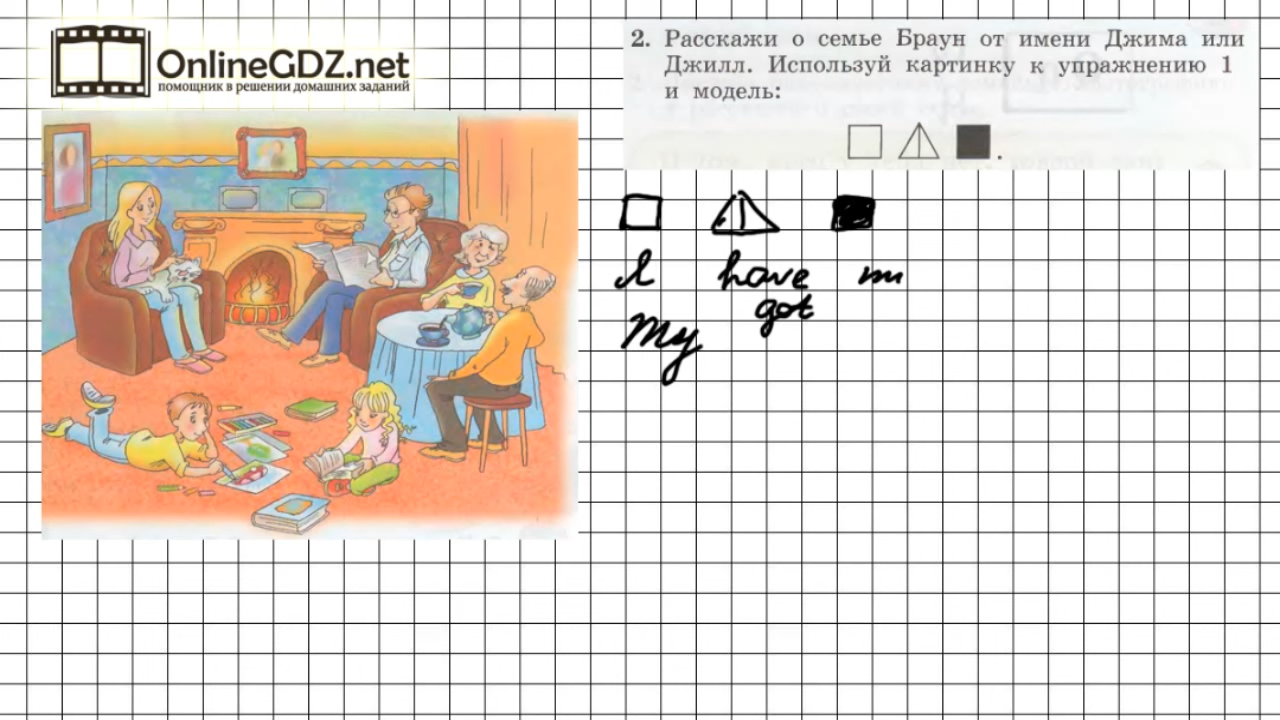 OnlineGDZ.net
помощник в решении домашних заданий
2. Расскажи о семье Браун от имени Джима или
Джилл. Используй картинку к упражнению 1
и модель:
I have
got
My